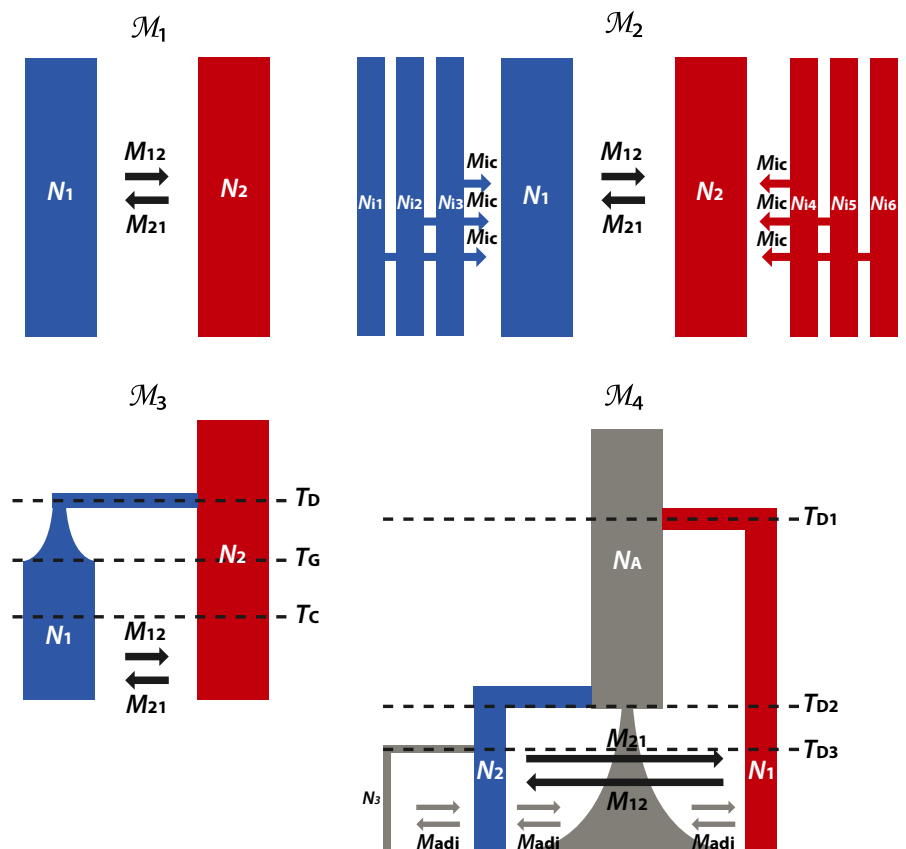 ℳ1
ℳ2
M12
N1
N2
M21
Mic
Mic
Mic
Ni1
Ni2
Ni3
N1
M12
M21
N2
Mic
Mic
Mic
Ni4
Ni5
Ni6
ℳ3
ℳ4
TD
TG
N2
TC
N1
M12
M21
NA
TD1
TD2
M21
TD3
N3
N2
N1
M12
Madi
Madi
Madi